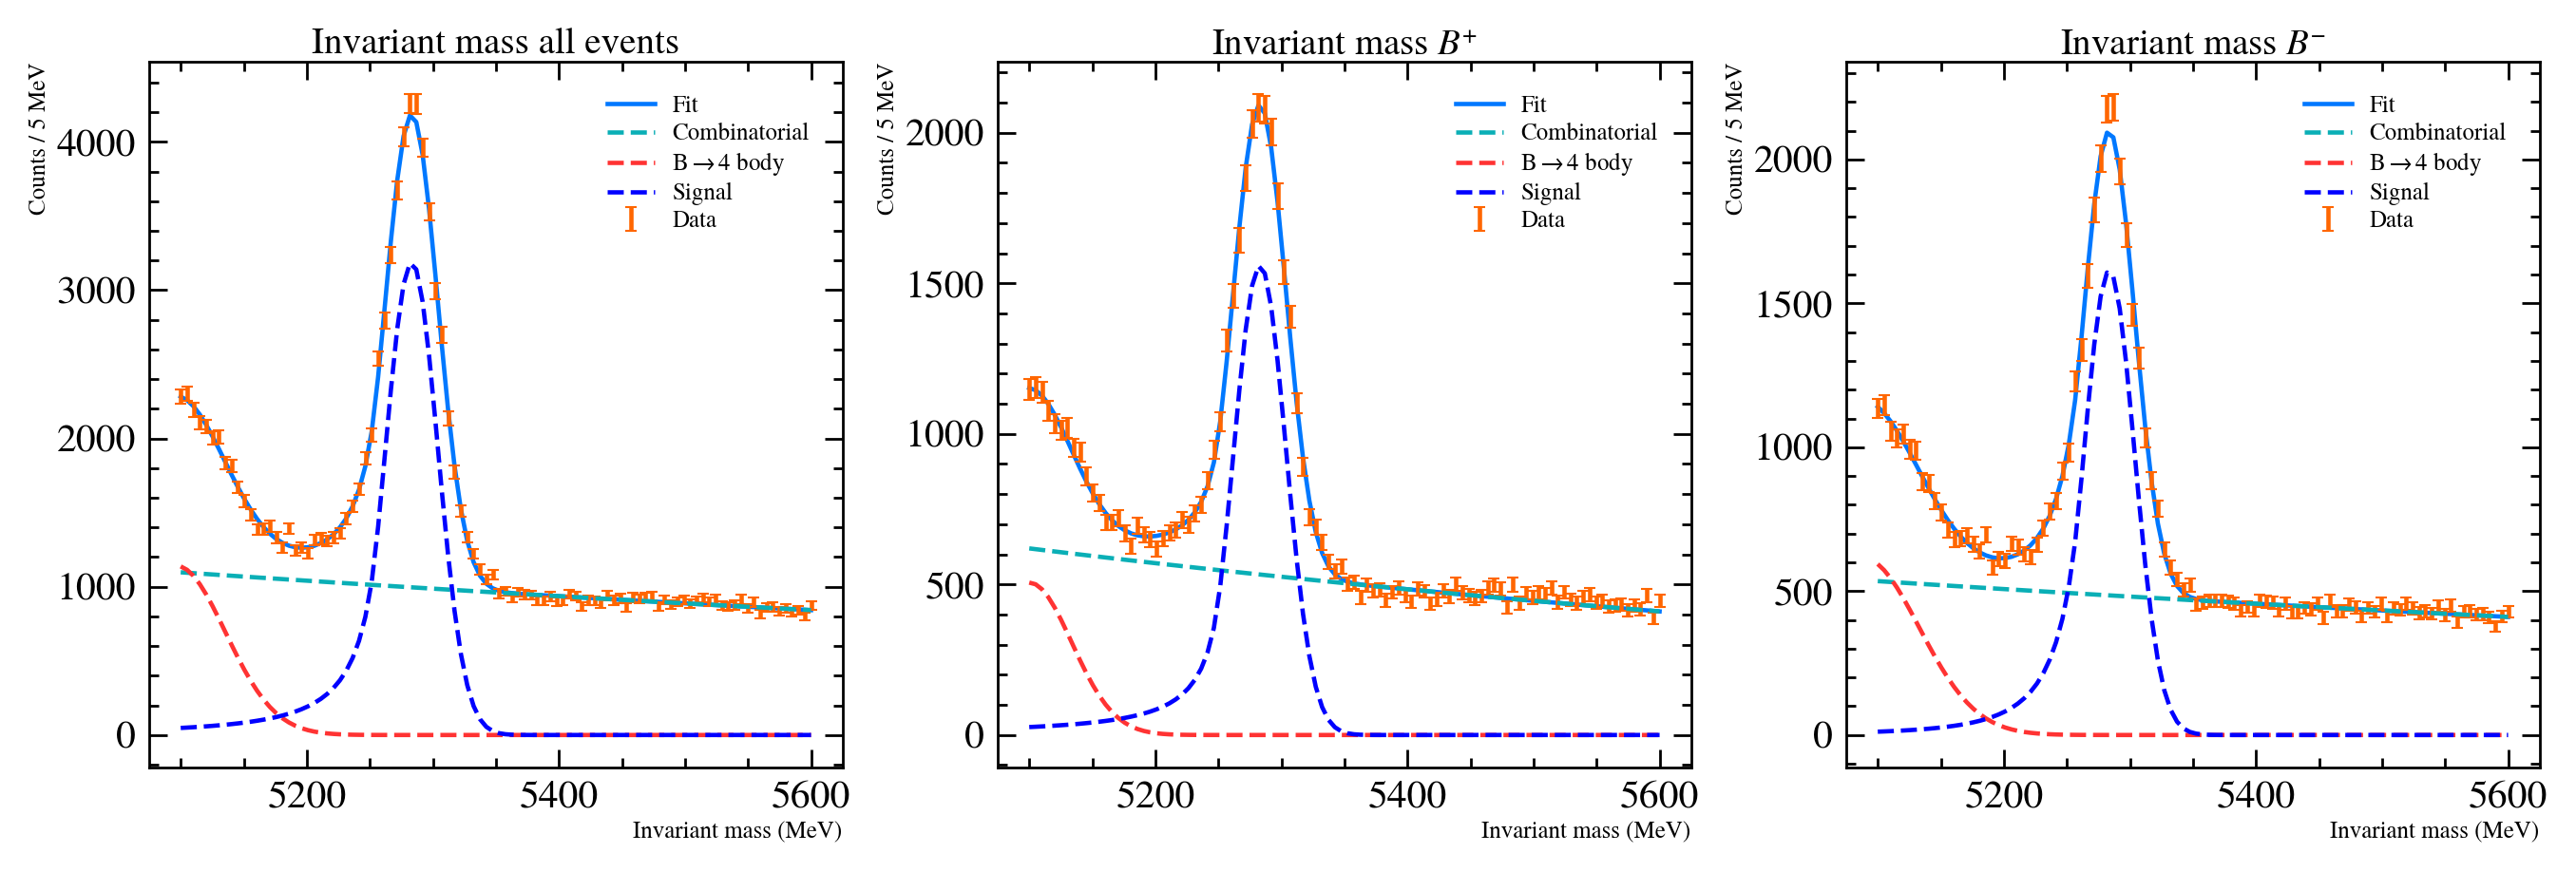 Invariant mass all events
Counts / 5 MeV
4000
3000
2000
1000
0
5200 5400 5600
Invariant mass (MeV)
Fit
Combinatorial
B→4 body
Signal
Data
Invariant mass B⁺
Counts / 5 MeV
2000
1500
1000
500
0
5200 5400 5600
Invariant mass (MeV)
Fit
Combinatorial
B→4 body
Signal
Data
Invariant mass B⁻
Counts / 5 MeV
2000
1500
1000
500
0
5200 5400 5600
Invariant mass (MeV)
Fit
Combinatorial
B→4 body
Signal
Data